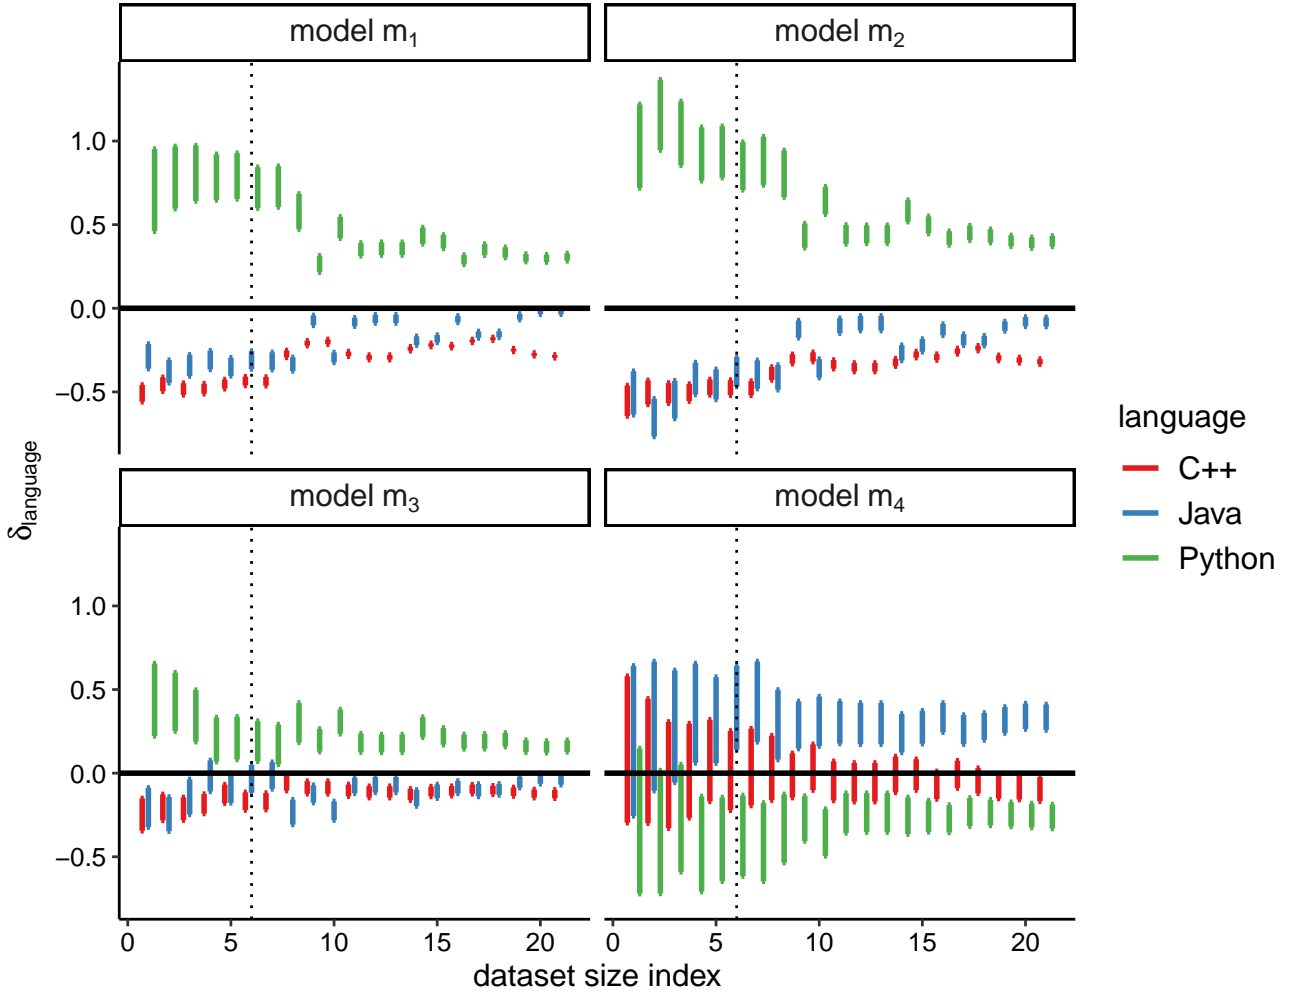 model m1
model m2
1.0
0.5
0.0
−0.5
model m3
model m4
1.0
0.5
0.0
−0.5
0 5 10 15 20
0 5 10 15 20
dataset size index
δlanguage
language
C++
Java
Python